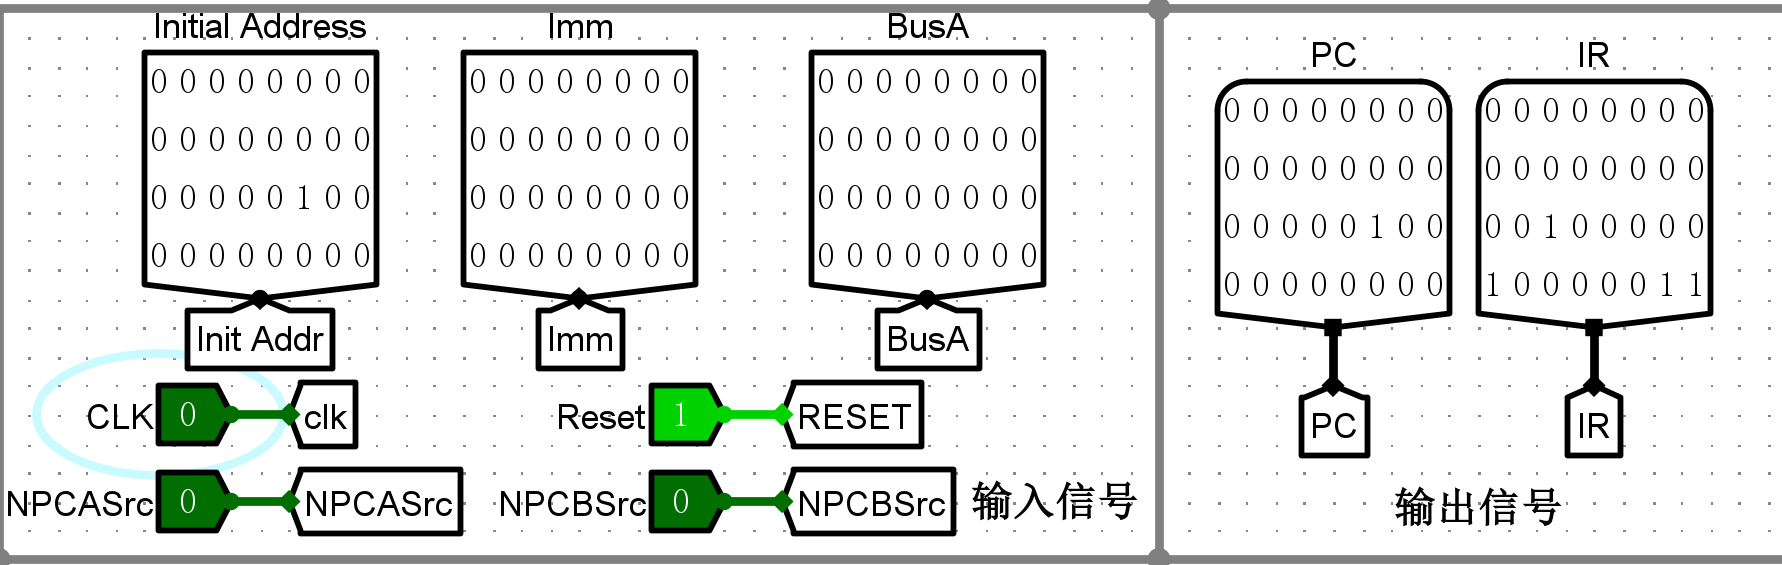 Initial Address
0 0 0 0 0 0 0 0
0 0 0 0 0 0 0 0
0 0 0 0 0 1 0 0
0 0 0 0 0 0 0 0
Init Addr
Imm
0 0 0 0 0 0 0 0
0 0 0 0 0 0 0 0
0 0 0 0 0 0 0 0
0 0 0 0 0 0 0 0
Imm
BusA
0 0 0 0 0 0 0 0
0 0 0 0 0 0 0 0
0 0 0 0 0 0 0 0
0 0 0 0 0 0 0 0
BusA
CLK 0 clk
Reset 1 RESET
NPCASrc 0 NPCASrc
NPCBSrc 0 NPCBSrc
输入信号
PC
0 0 0 0 0 0 0 0
0 0 0 0 0 0 0 0
0 0 0 0 0 1 0 0
0 0 0 0 0 0 0 0
PC
IR
0 0 0 0 0 0 0 0
0 0 0 0 0 0 0 0
0 0 1 0 0 0 0 0
1 0 0 0 0 0 1 1
IR
输出信号